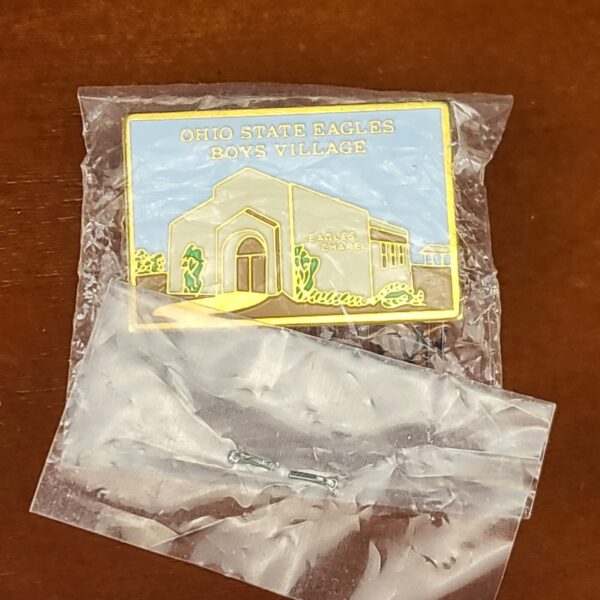 OHIO STATE EAGLES
BOYS VILLAGE
EAGLES
CHAPEL